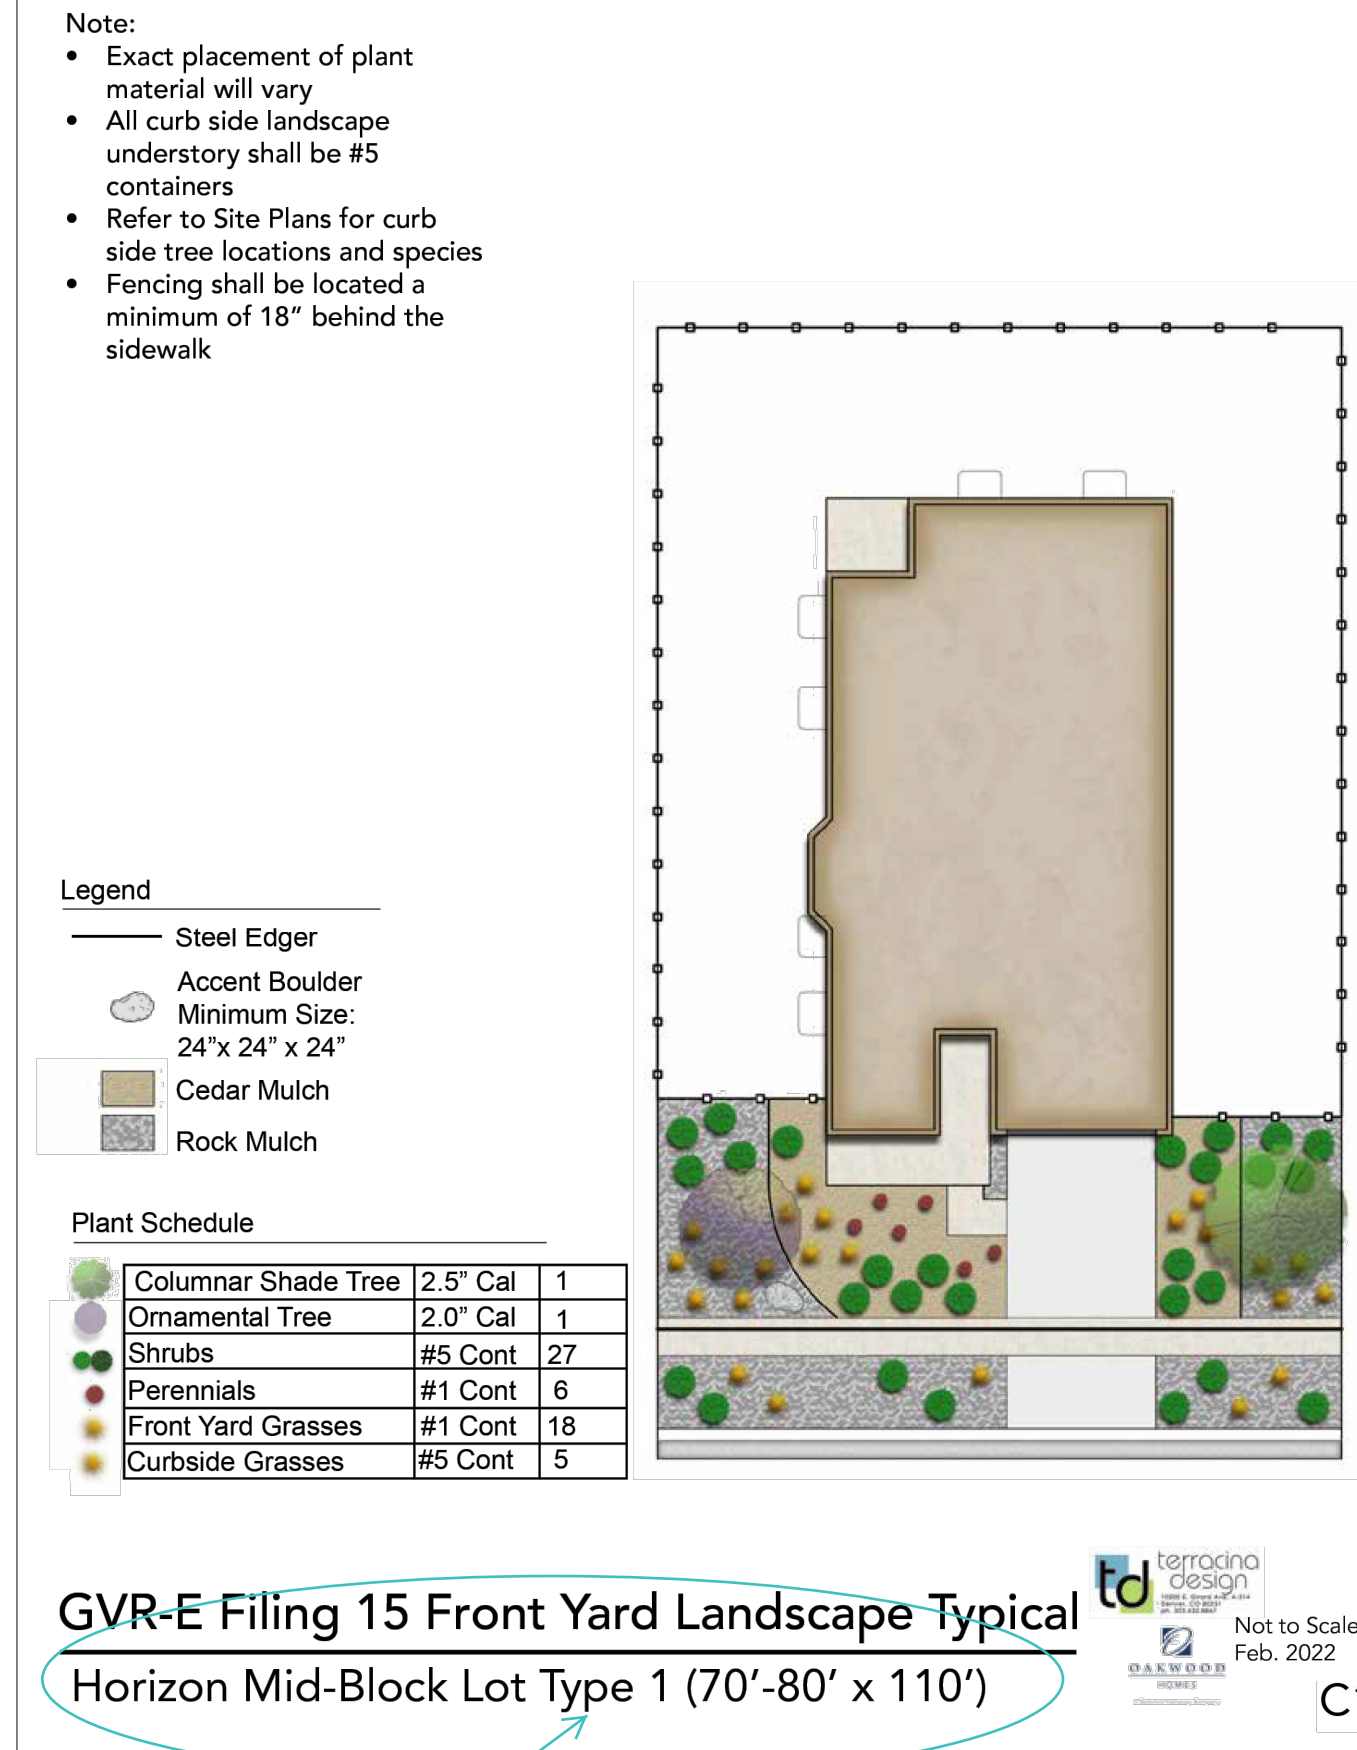 Note:
• Exact placement of plant
material will vary
• All curb side landscape
understory shall be #5
containers
• Refer to Site Plans for curb
side tree locations and species
• Fencing shall be located a
minimum of 18” behind the
sidewalk
Legend
Steel Edger
Accent Boulder
Minimum Size:
24”x 24” x 24”
Cedar Mulch
Rock Mulch
Plant Schedule
Columnar Shade Tree 2.5” Cal 1
Ornamental Tree 2.0” Cal 1
Shrubs #5 Cont 27
Perennials #1 Cont 6
Front Yard Grasses #1 Cont 18
Curbside Grasses #5 Cont 5
GVR-E Filing 15 Front Yard Landscape Typical
Horizon Mid-Block Lot Type 1 (70’-80’ x 110’)
td terracina
design
Denver, CO 80231
OAKWOOD
HOMES
Not to Scale
Feb. 2022